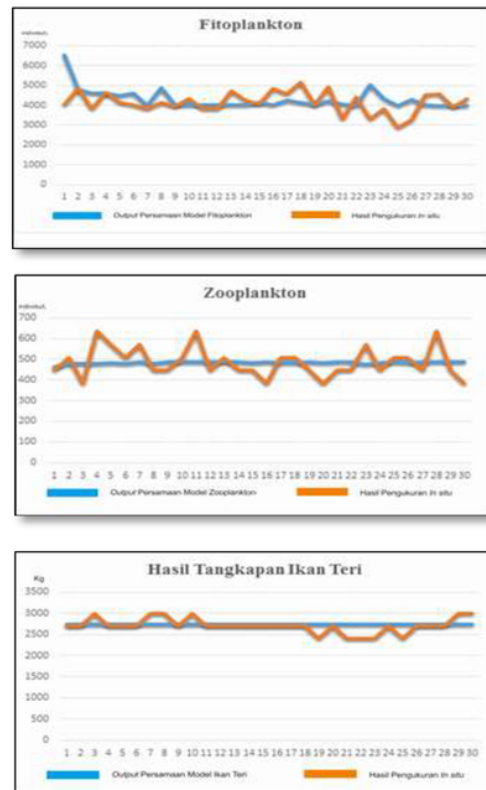 Fitoplankton
7000
6000
5000
4000
3000
2000
1000
0
1 2 3 4 5 6 7 8 9 10 11 12 13 14 15 16 17 18 19 20 21 22 23 24 25 26 27 28 29 30
Output Persamaan Model Fitoplankton Hasil Pengukuran In situ
Zooplankton
700
600
500
400
300
200
100
0
1 2 3 4 5 6 7 8 9 10 11 12 13 14 15 16 17 18 19 20 21 22 23 24 25 26 27 28 29 30
Output Persamaan Model Zooplankton Hasil Pengukuran In situ
Hasil Tangkapan Ikan Teri
Kg
3500
3000
2500
2000
1500
1000
500
0
1 2 3 4 5 6 7 8 9 10 11 12 13 14 15 16 17 18 19 20 21 22 23 24 25 26 27 28 29 30
Output Persamaan Model Ikan Teri Hasil Pengukuran In situ